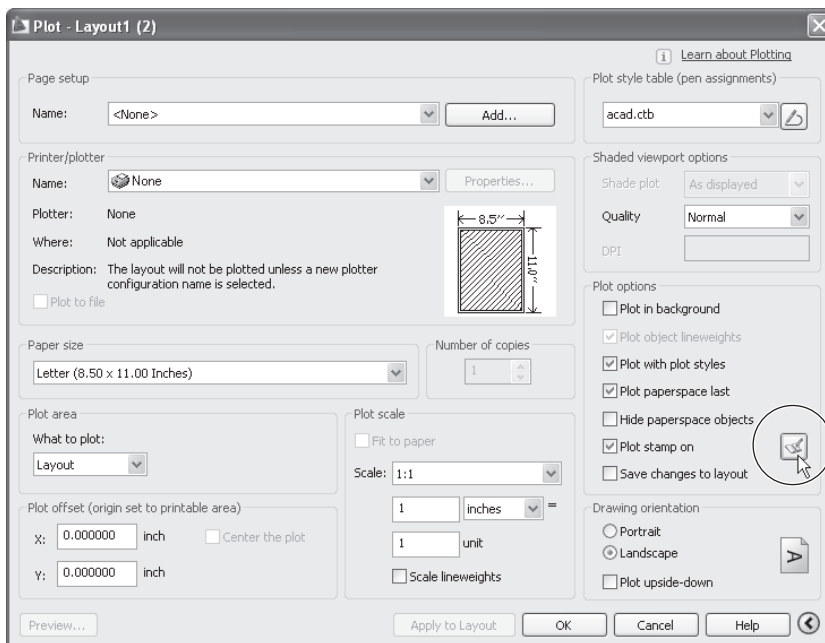 Plot - Layout1 (2)
Learn about Plotting
Page setup
Name:
<None>
Add...
Printer/plotter
Name:
None
Properties...
Plotter:
None
Where:
Not applicable
Description:
The layout will not be plotted unless a new plotter
configuration name is selected.
Plot to file
8.5″
11.0″
Paper size
Letter (8.50 x 11.00 Inches)
Number of copies
1
Plot area
What to plot:
Layout
Plot offset (origin set to printable area)
X:
0.000000
inch
Center the plot
Y:
0.000000
inch
Plot scale
Fit to paper
Scale:
1:1
1
inches
=
1
unit
Scale lineweights
Plot style table (pen assignments)
acad.ctb
Shaded viewport options
Shade plot
As displayed
Quality
Normal
DPI
Plot options
Plot in background
Plot object lineweights
Plot with plot styles
Plot paperspace last
Hide paperspace objects
Plot stamp on
Save changes to layout
Drawing orientation
Portrait
Landscape
Plot upside-down
A
Preview...
Apply to Layout
OK
Cancel
Help